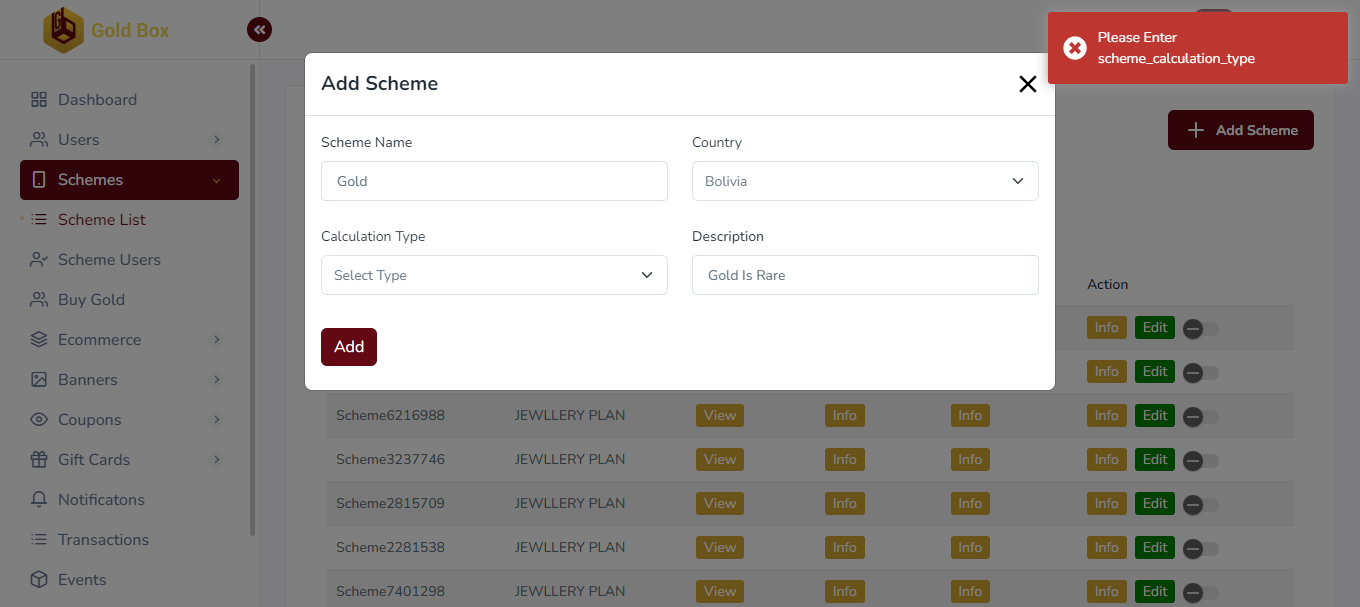 Gold Box
Please Enter
scheme_calculation_type
Add Scheme
Scheme Name
Country
Gold
Bolivia
Calculation Type
Description
Select Type
Gold Is Rare
Add
Add Scheme
Dashboard
Users
Schemes
Scheme List
Scheme Users
Buy Gold
Ecommerce
Banners
Coupons
Gift Cards
Notificatons
Transactions
Events
Action
Info Edit
Info Edit
Scheme6216988 JEWLLERY PLAN View Info Info Info Edit
Scheme3237746 JEWLLERY PLAN View Info Info Info Edit
Scheme2815709 JEWLLERY PLAN View Info Info Info Edit
Scheme2281538 JEWLLERY PLAN View Info Info Info Edit
Scheme7401298 JEWLLERY PLAN View Info Info Info Edit